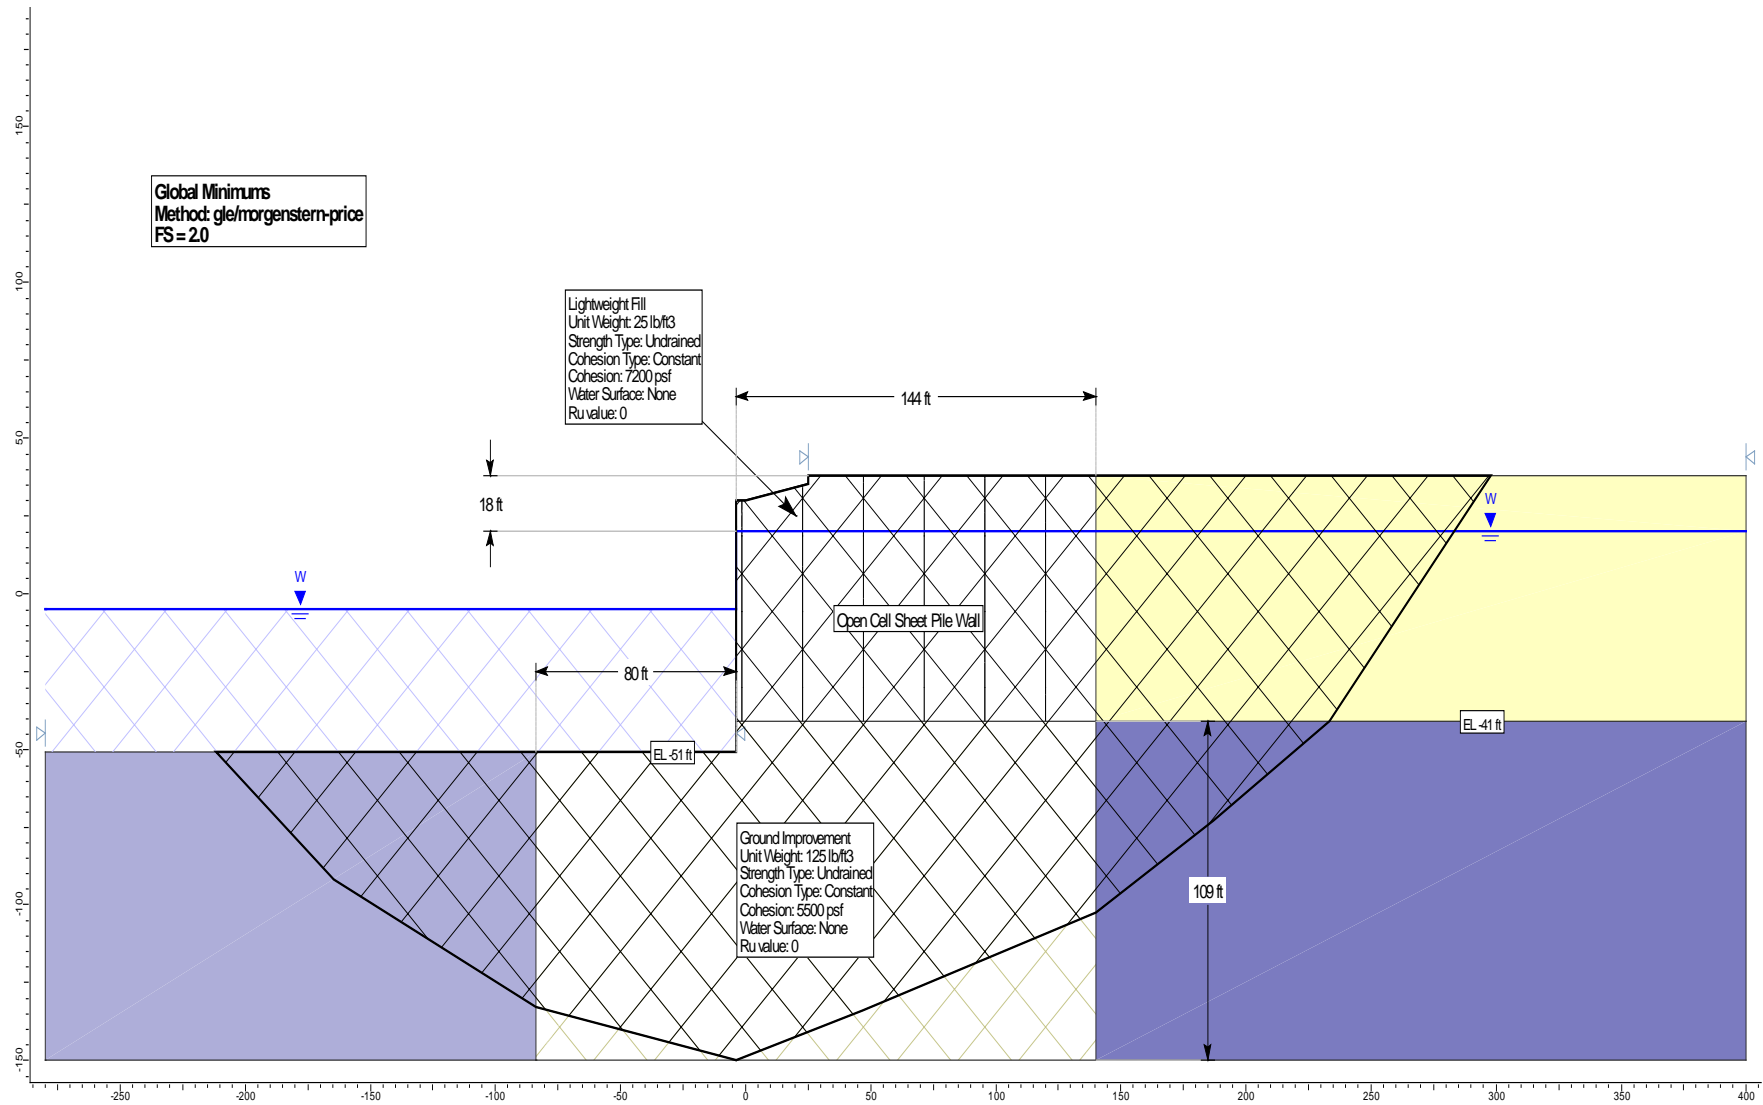 Global Minimums
Method: gle/morgenstern-price
FS = 2.0
Lightweight Fill
Unit Weight: 25 lb/ft3
Strength Type: Undrained
Cohesion Type: Constant
Cohesion: 7200 psf
Water Surface: None
Ru value: 0
144 ft
18 ft
W
W
Open Cell Sheet Pile Wall
80 ft
EL -41 ft
EL -51 ft
Ground Improvement
Unit Weight: 125 lb/ft3
Strength Type: Undrained
Cohesion Type: Constant
Cohesion: 5500 psf
Water Surface: None
Ru value: 0
109 ft
150
100
50
0
-50
-100
-150
-250
-200
-150
-100
-50
0
50
100
150
200
250
300
350
400